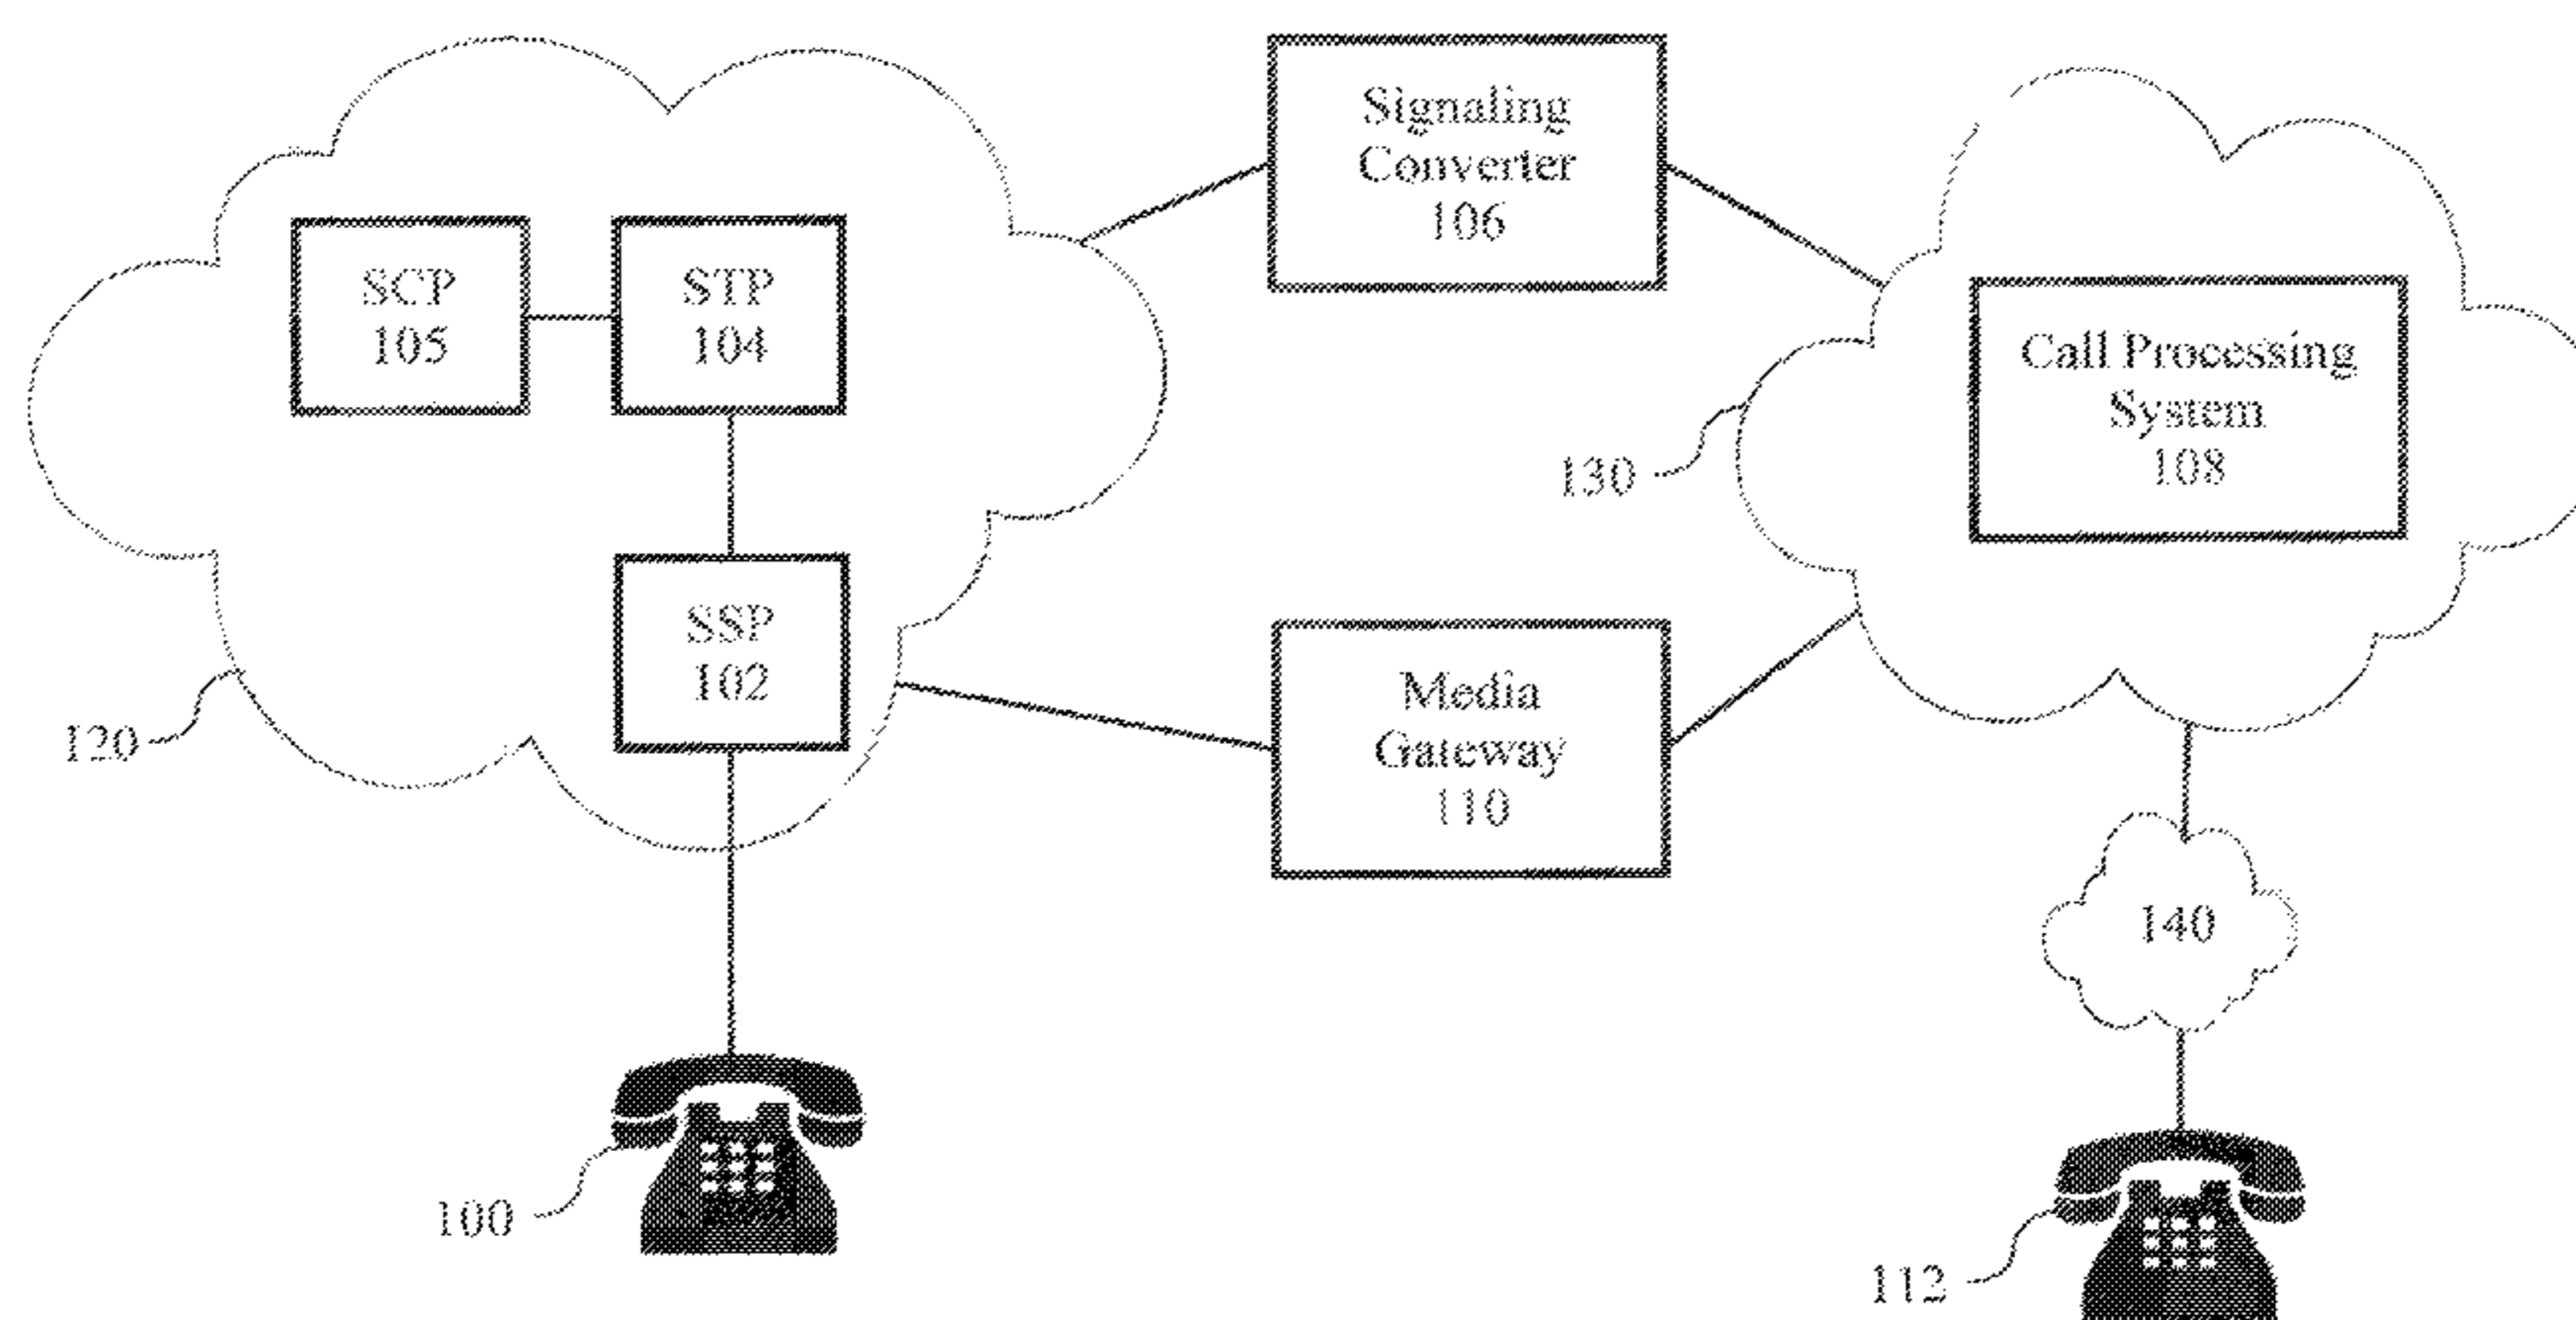 Signaling
Converter
106
SCP
105
STP
104
Call Processing
System
108
130
SSP
102
120
Media
Gateway
110
140
100
112